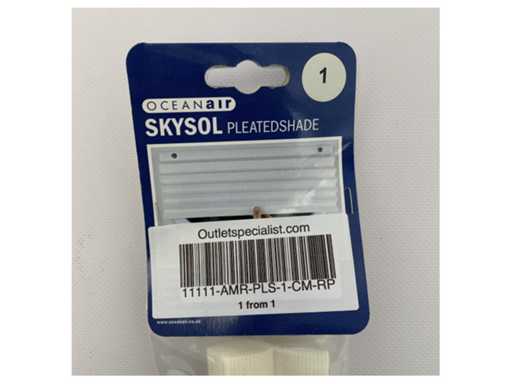 1
OCEANair
SKYSOL PLEATEDSHADE
Outletspecialist.com
11111-AMR-PLS-1-CM-RP
1 from 1
www.oceanair.co.uk